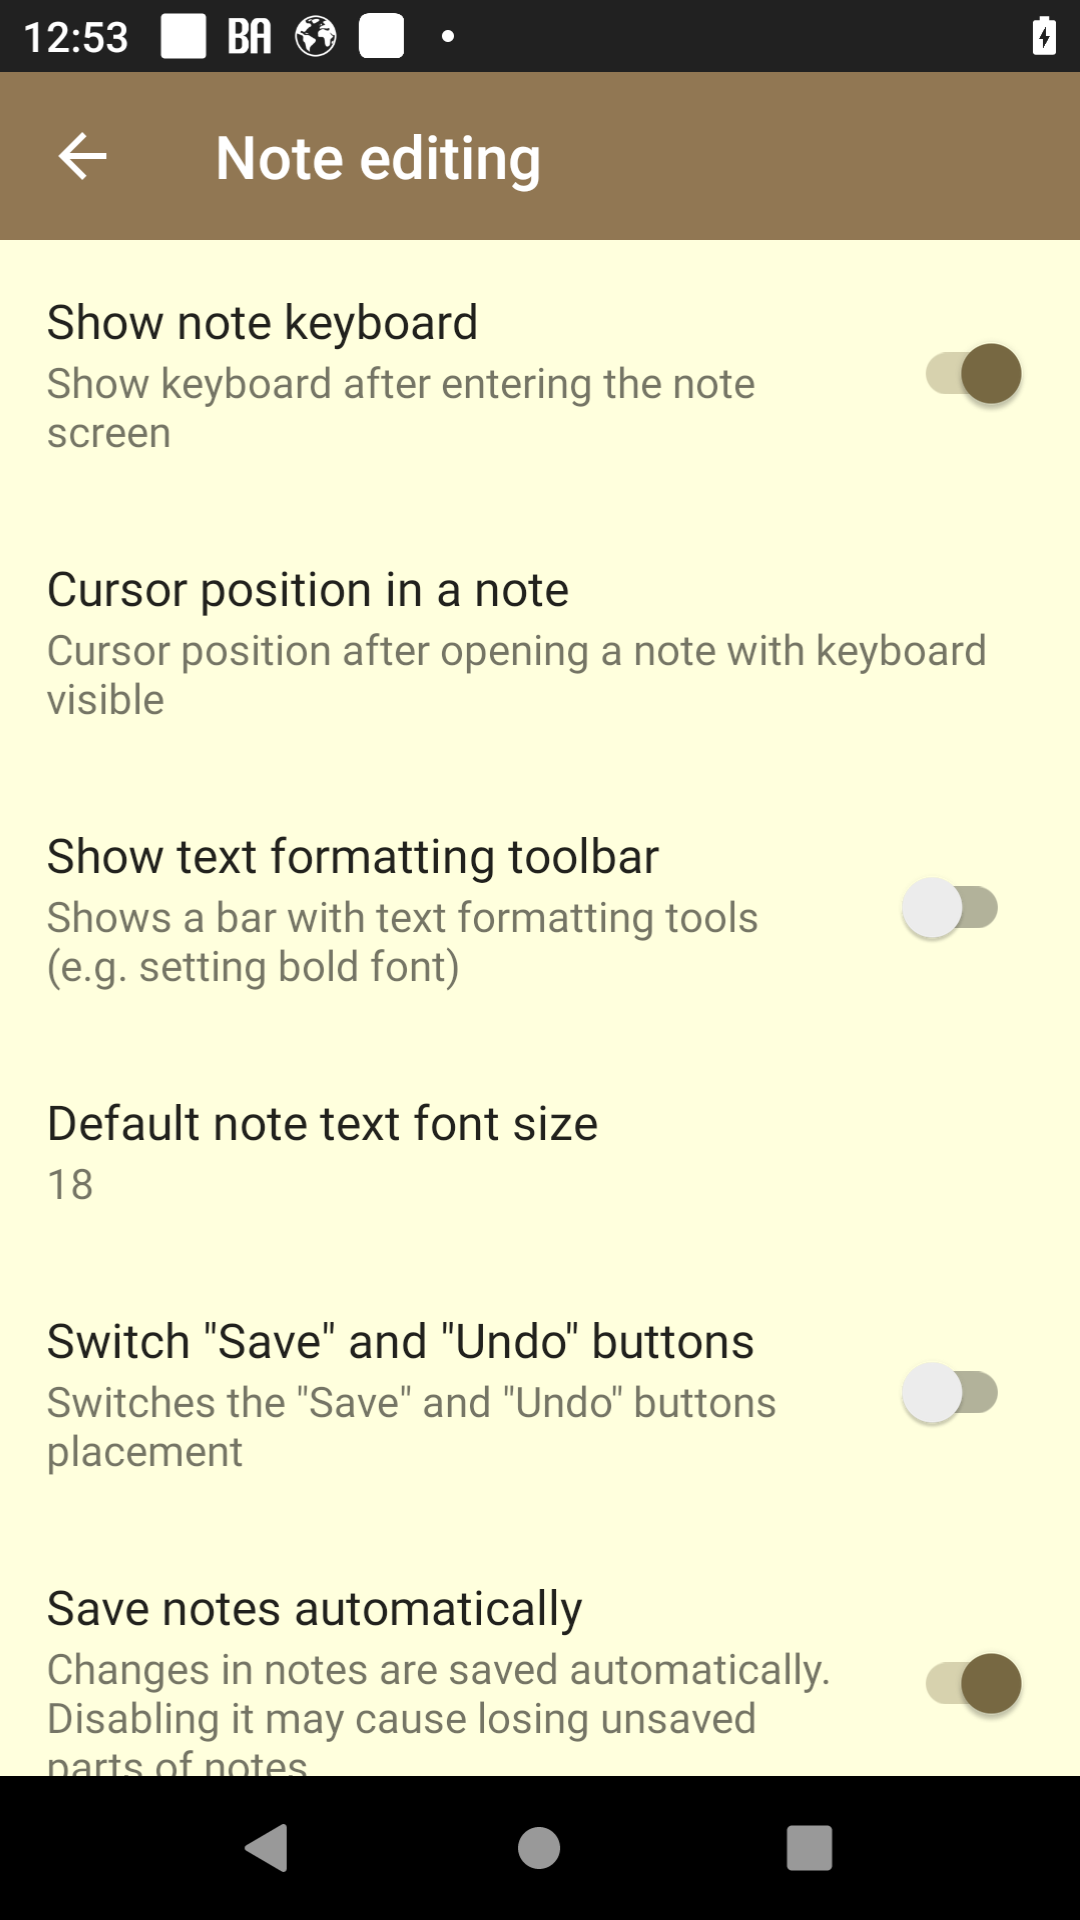 12:53 BA
Note editing
Show note keyboard
Show keyboard after entering the note
screen
Cursor position in a note
Cursor position after opening a note with keyboard
visible
Show text formatting toolbar
Shows a bar with text formatting tools
(e.g. setting bold font)
Default note text font size
18
Switch "Save" and "Undo" buttons
Switches the "Save" and "Undo" buttons
placement
Save notes automatically
Changes in notes are saved automatically.
Disabling it may cause losing unsaved
parts of notes